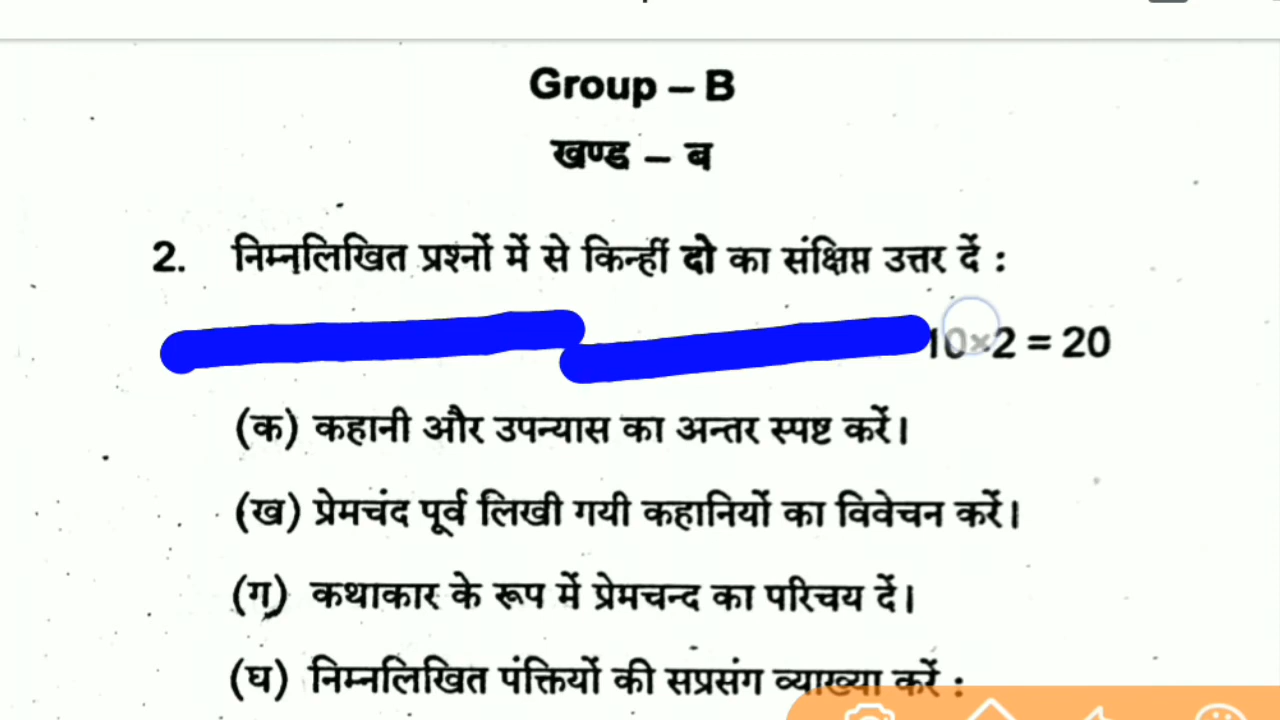 Group – B
खण्ड – ब
2. निम्नलिखित प्रश्नों में से किन्हीं दो का संक्षिप्त उत्तर दें :
10×2 = 20
(क) कहानी और उपन्यास का अन्तर स्पष्ट करें।
(ख) प्रेमचंद पूर्व लिखी गयी कहानियों का विवेचन करें।
(ग) कथाकार के रूप में प्रेमचन्द का परिचय दें।
(घ) निम्नलिखित पंक्तियों की सप्रसंग व्याख्या करें :